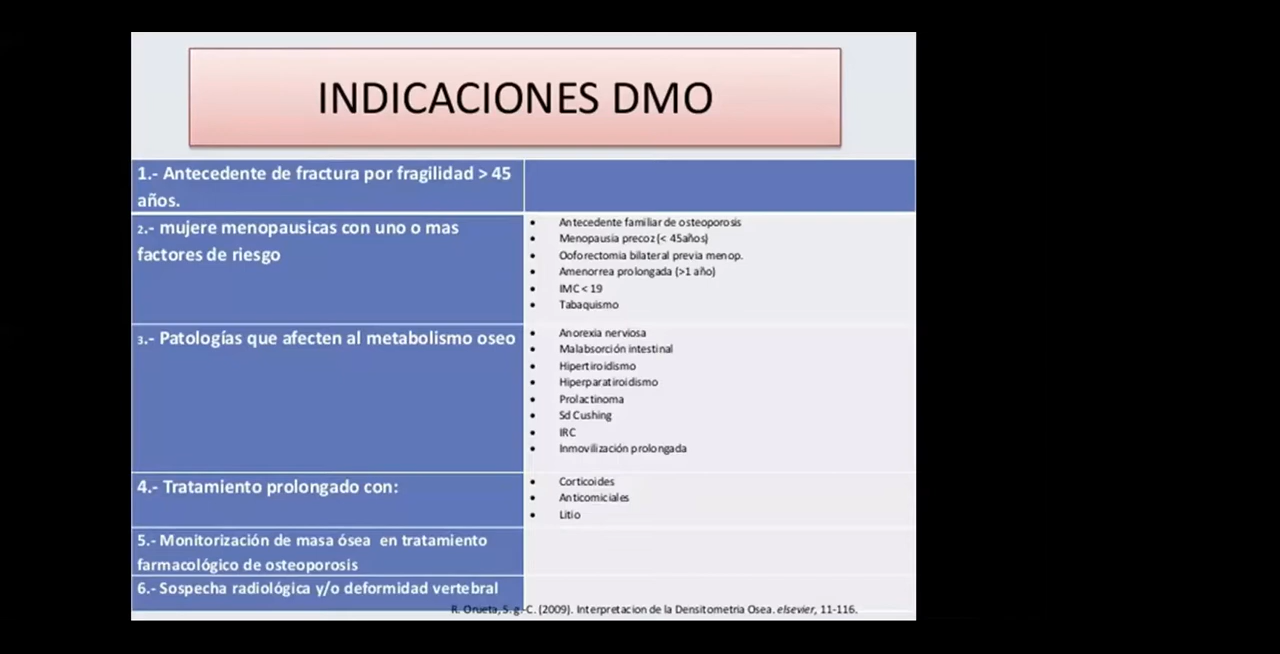 INDICACIONES DMO
1.- Antecedente de fractura por fragilidad > 45
años.
2.- mujere menopausicas con uno o mas
factores de riesgo
• Antecedente familiar de osteoporosis
• Menopausia precoz (< 45años)
• Ooforectomia bilateral previa menop.
• Amenorrea prolongada (>1 año)
• IMC < 19
• Tabaquismo
3.- Patologías que afecten al metabolismo oseo
• Anorexia nerviosa
• Malabsorción intestinal
• Hipertiroidismo
• Hiperparatiroidismo
• Prolactinoma
• Sd Cushing
• IRC
• Inmovilización prolongada
4.- Tratamiento prolongado con:
• Corticoides
• Anticomiciales
• Litio
5.- Monitorización de masa ósea en tratamiento
farmacológico de osteoporosis
6.- Sospecha radiológica y/o deformidad vertebral
R. Orueta, S. g.-C. (2009). Interpretacion de la Densitometria Osea. elsevier, 11-116.